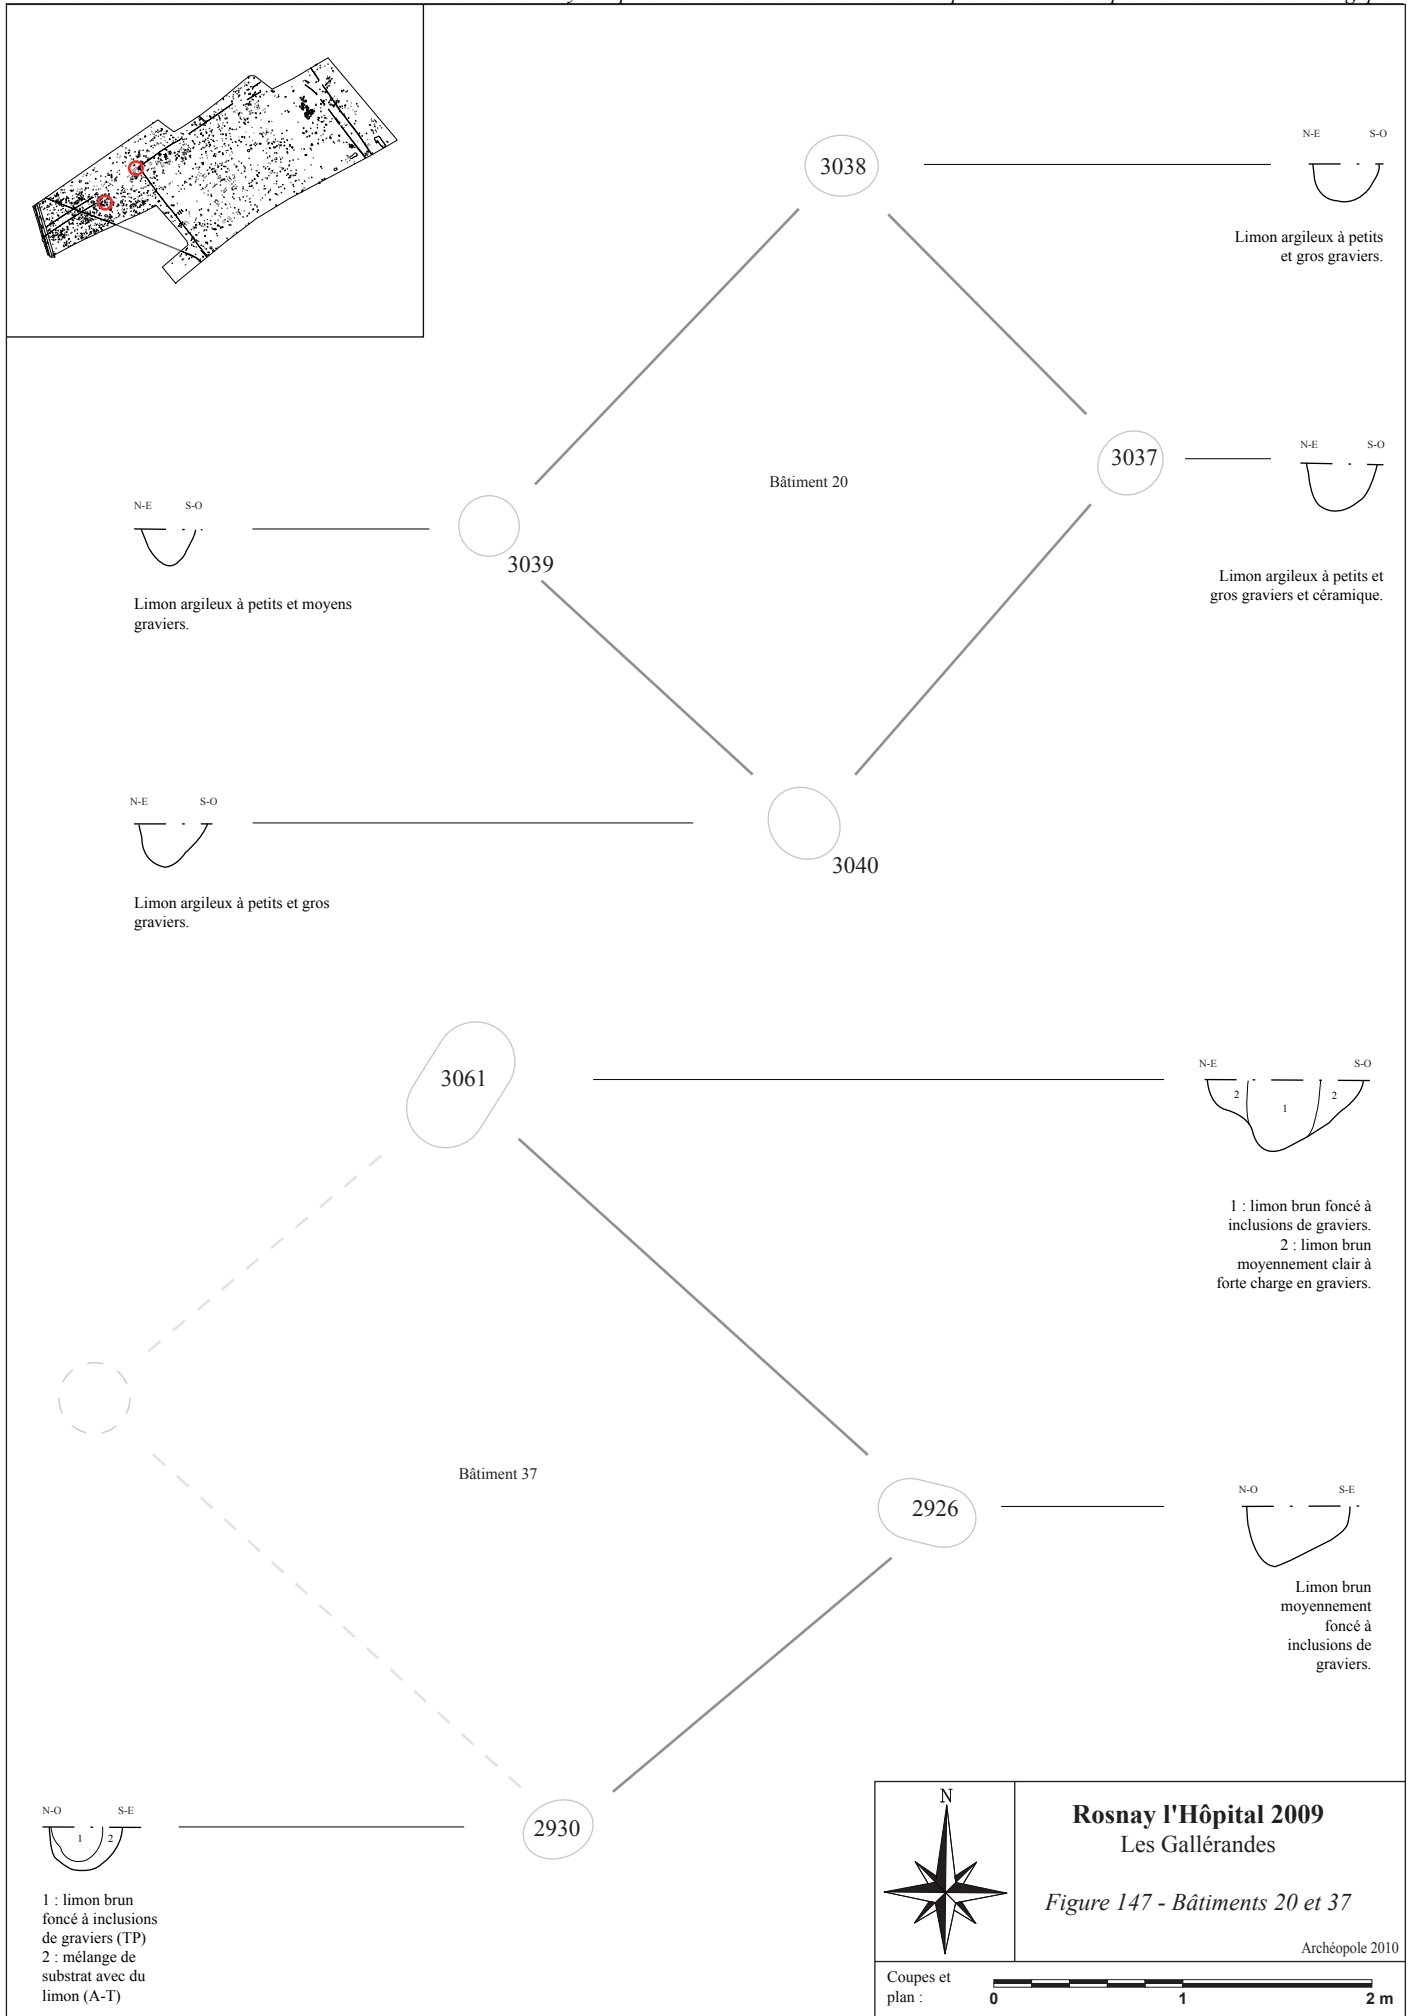 3038
N-E S-O
Limon argileux à petits
et gros graviers.
3037
N-E S-O
Limon argileux à petits et
gros graviers et céramique.
Bâtiment 20
N-E S-O
3039
Limon argileux à petits et moyens
graviers.
N-E S-O
3040
Limon argileux à petits et gros
graviers.
3061
N-E S-O
2 1 2
1 : limon brun foncé à
inclusions de graviers.
2 : limon brun
moyennement clair à
forte charge en graviers.
Bâtiment 37
2926
N-O S-E
Limon brun
moyennement
foncé à
inclusions de
graviers.
2930
N-O S-E
1 2
1 : limon brun
foncé à inclusions
de graviers (TP)
2 : mélange de
substrat avec du
limon (A-T)
N
Rosnay l'Hôpital 2009
Les Gallérandes
Figure 147 - Bâtiments 20 et 37
Archéopole 2010
Coupes et
plan :
0 1 2 m